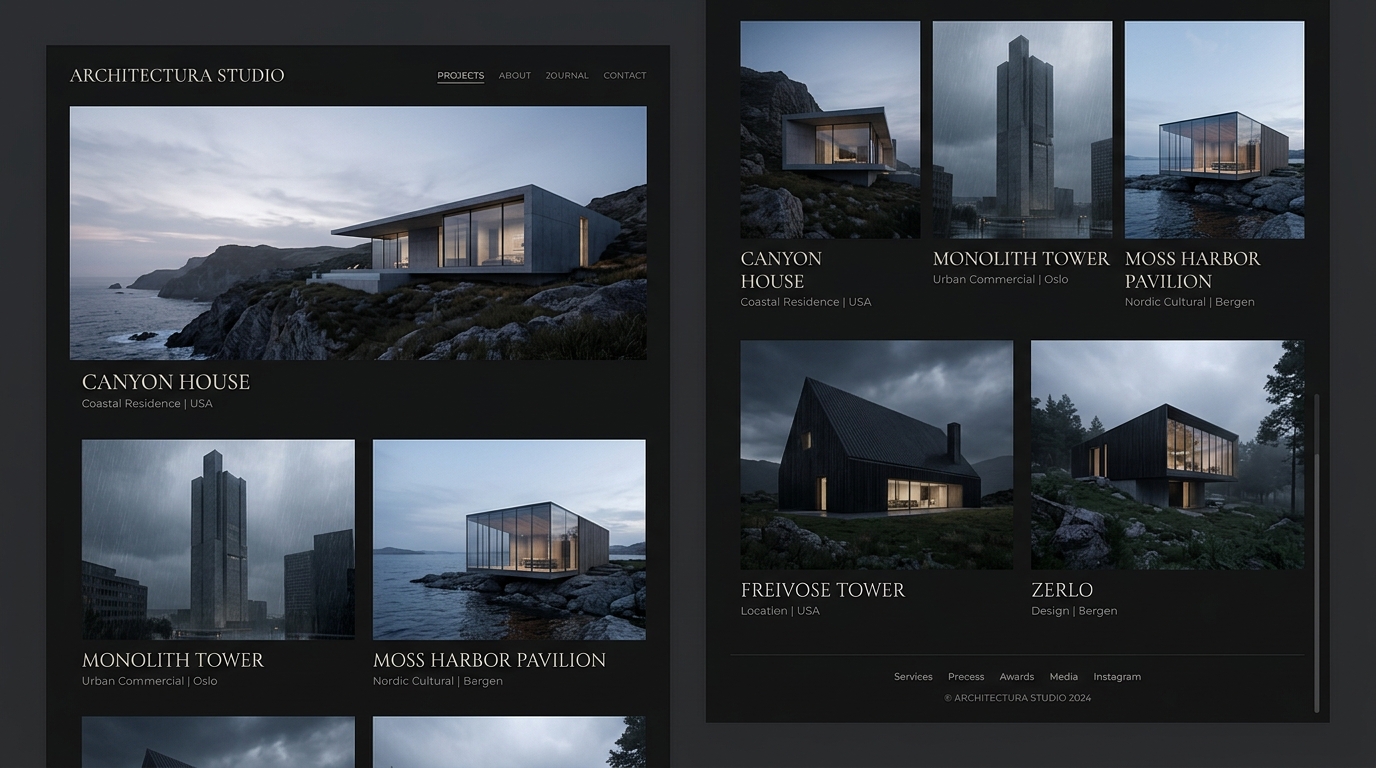 ARCHITECTURA STUDIO
PROJECTS ABOUT 2OURNAL CONTACT
CANYON HOUSE
Coastal Residence | USA
MONOLITH TOWER
Urban Commercial | Oslo
MOSS HARBOR PAVILION
Nordic Cultural | Bergen
CANYON
HOUSE
Coastal Residence | USA
MONOLITH TOWER
Urban Commercial | Oslo
MOSS HARBOR
PAVILION
Nordic Cultural | Bergen
FREIVOSE TOWER
Location | USA
ZERLO
Design | Bergen
Services Precess Awards Media Instagram
© ARCHITECTURA STUDIO 2024